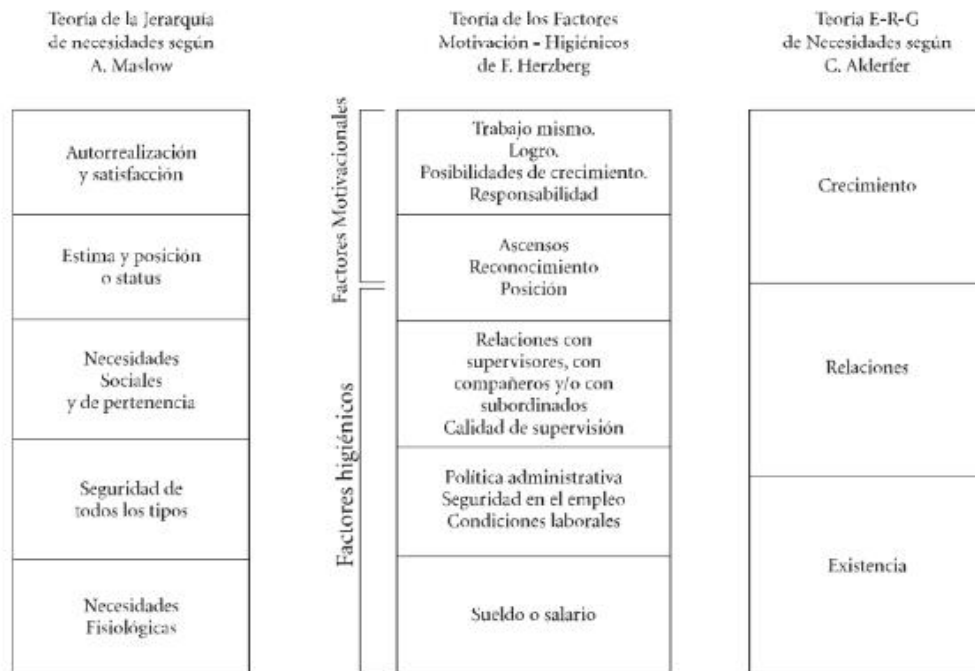 Teoría de la Jerarquía
de necesidades según
A. Maslow
Autorrealización
y satisfacción
Estima y posición
o status
Necesidades
Sociales
y de pertenencia
Seguridad de
todos los tipos
Necesidades
Fisiológicas
Teoría de los Factores
Motivación – Higiénicos
de F. Herzberg
Factores Motivacionales
Factores higiénicos
Trabajo mismo.
Logro.
Posibilidades de crecimiento.
Responsabilidad
Ascensos
Reconocimiento
Posición
Relaciones con
supervisores, con
compañeros y/o con
subordinados
Calidad de supervisión
Política administrativa
Seguridad en el empleo
Condiciones laborales
Sueldo o salario
Teoría E-R-G
de Necesidades según
C. Alderfer
Crecimiento
Relaciones
Existencia